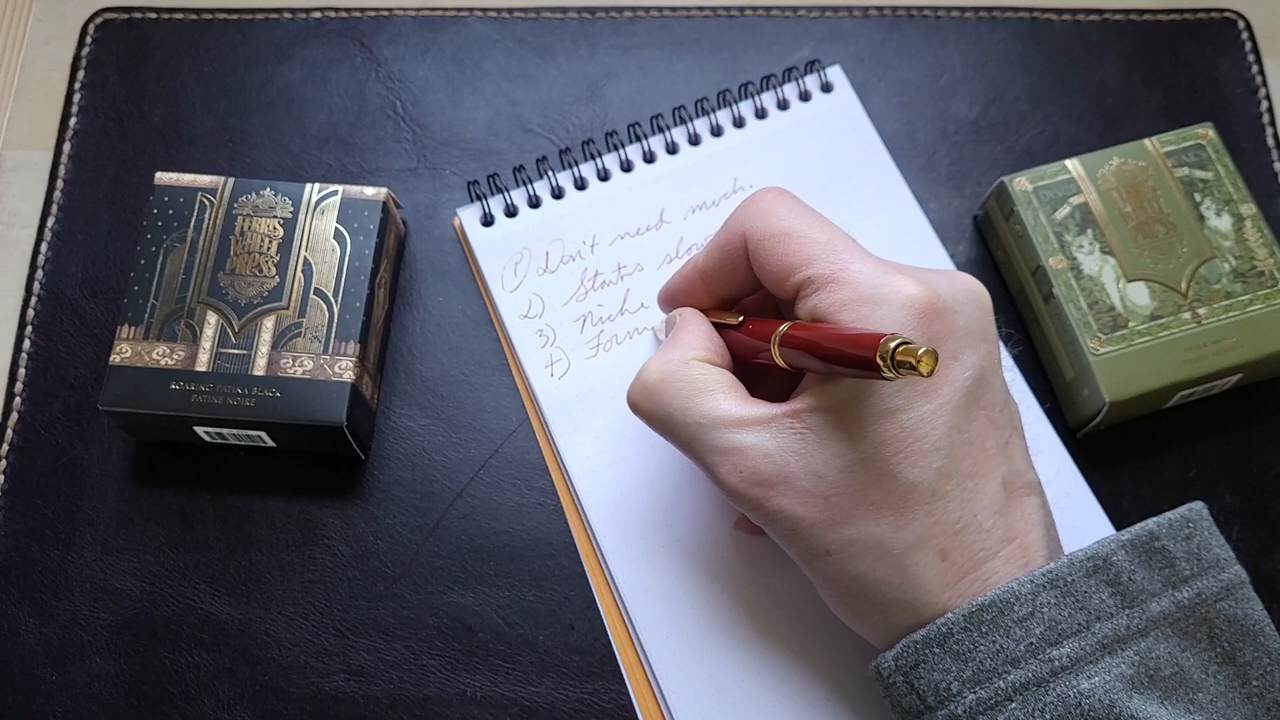 FERRIS
WHEEL
PRESS
ROARING PATINA BLACK
PATINE NOIRE
1) Don't need much.
2) Starts slow
3) Niche
4) Form